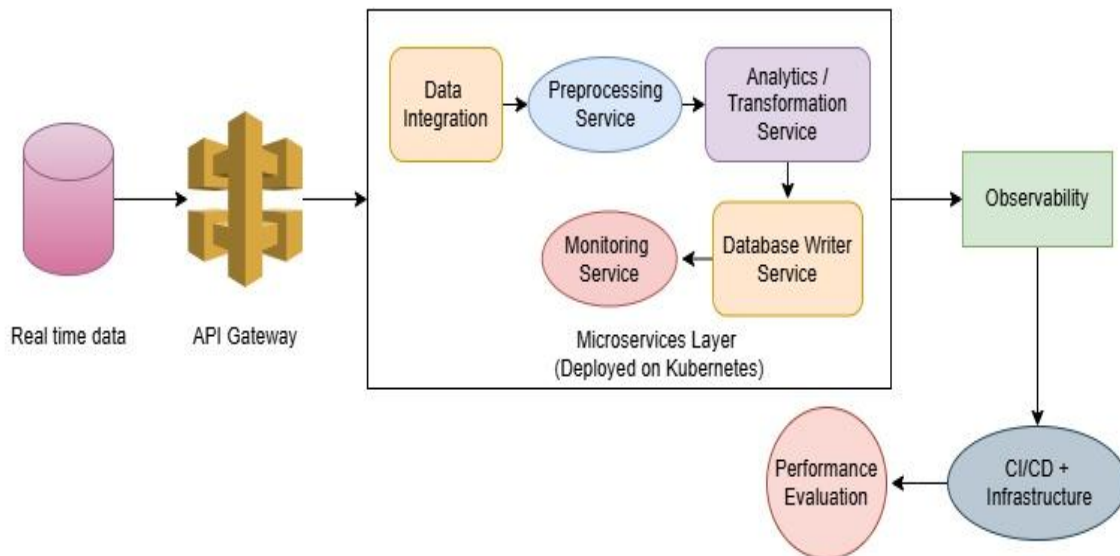 Real time data
API Gateway
Data
Integration
Preprocessing
Service
Analytics /
Transformation
Service
Database Writer
Service
Monitoring
Service
Microservices Layer
(Deployed on Kubernetes)
Observability
CI/CD +
Infrastructure
Performance
Evaluation